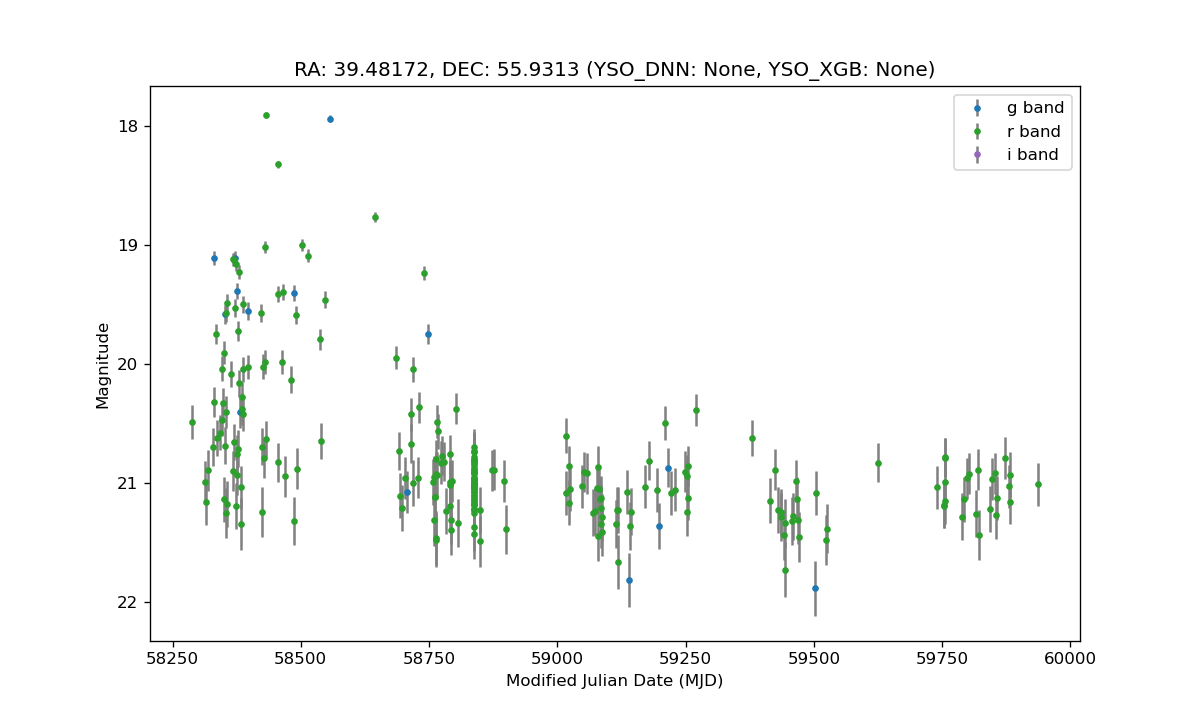 RA: 39.48172, DEC: 55.9313 (YSO_DNN: None, YSO_XGB: None)
g band
r band
i band
18
19
20
21
22
Magnitude
58250
58500
58750
59000
59250
59500
59750
60000
Modified Julian Date (MJD)